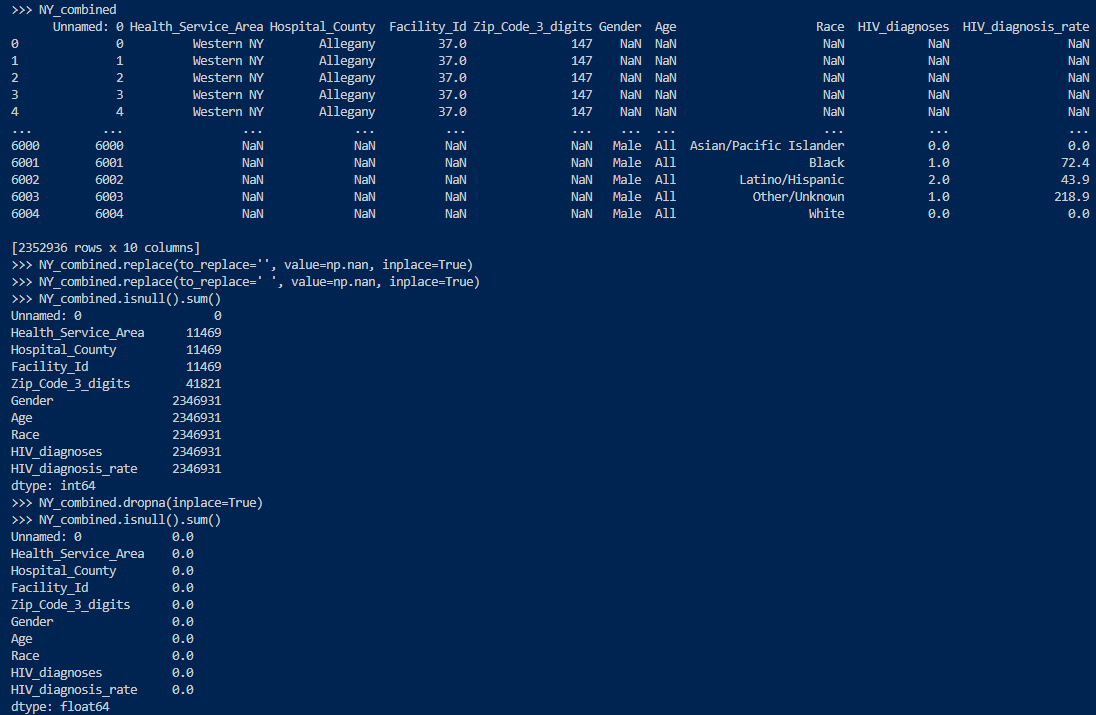 >>> NY_combined
Unnamed: 0 Health_Service_Area Hospital_County Facility_Id Zip_Code_3_digits Gender Age Race HIV_diagnoses HIV_diagnosis_rate
0 0 Western NY Allegany 37.0 147 NaN NaN NaN NaN NaN
1 1 Western NY Allegany 37.0 147 NaN NaN NaN NaN NaN
2 2 Western NY Allegany 37.0 147 NaN NaN NaN NaN NaN
3 3 Western NY Allegany 37.0 147 NaN NaN NaN NaN NaN
4 4 Western NY Allegany 37.0 147 NaN NaN NaN NaN NaN
... ... ... ... ... ... ... ... ... ... ...
6000 6000 NaN NaN NaN NaN Male All Asian/Pacific Islander 0.0 0.0
6001 6001 NaN NaN NaN NaN Male All Black 1.0 72.4
6002 6002 NaN NaN NaN NaN Male All Latino/Hispanic 2.0 43.9
6003 6003 NaN NaN NaN NaN Male All Other/Unknown 1.0 218.9
6004 6004 NaN NaN NaN NaN Male All White 0.0 0.0
[2352936 rows x 10 columns]
>>> NY_combined.replace(to_replace='', value=np.nan, inplace=True)
>>> NY_combined.replace(to_replace=' ', value=np.nan, inplace=True)
>>> NY_combined.isnull().sum()
Unnamed: 0 0
Health_Service_Area 11469
Hospital_County 11469
Facility_Id 11469
Zip_Code_3_digits 41821
Gender 2346931
Age 2346931
Race 2346931
HIV_diagnoses 2346931
HIV_diagnosis_rate 2346931
dtype: int64
>>> NY_combined.dropna(inplace=True)
>>> NY_combined.isnull().sum()
Unnamed: 0 0.0
Health_Service_Area 0.0
Hospital_County 0.0
Facility_Id 0.0
Zip_Code_3_digits 0.0
Gender 0.0
Age 0.0
Race 0.0
HIV_diagnoses 0.0
HIV_diagnosis_rate 0.0
dtype: float64